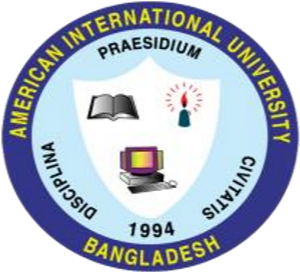 AMERICAN INTERNATIONAL UNIVERSITY
PRAESIDIUM
DISCIPLINA
CIVITATIS
1994
BANGLADESH